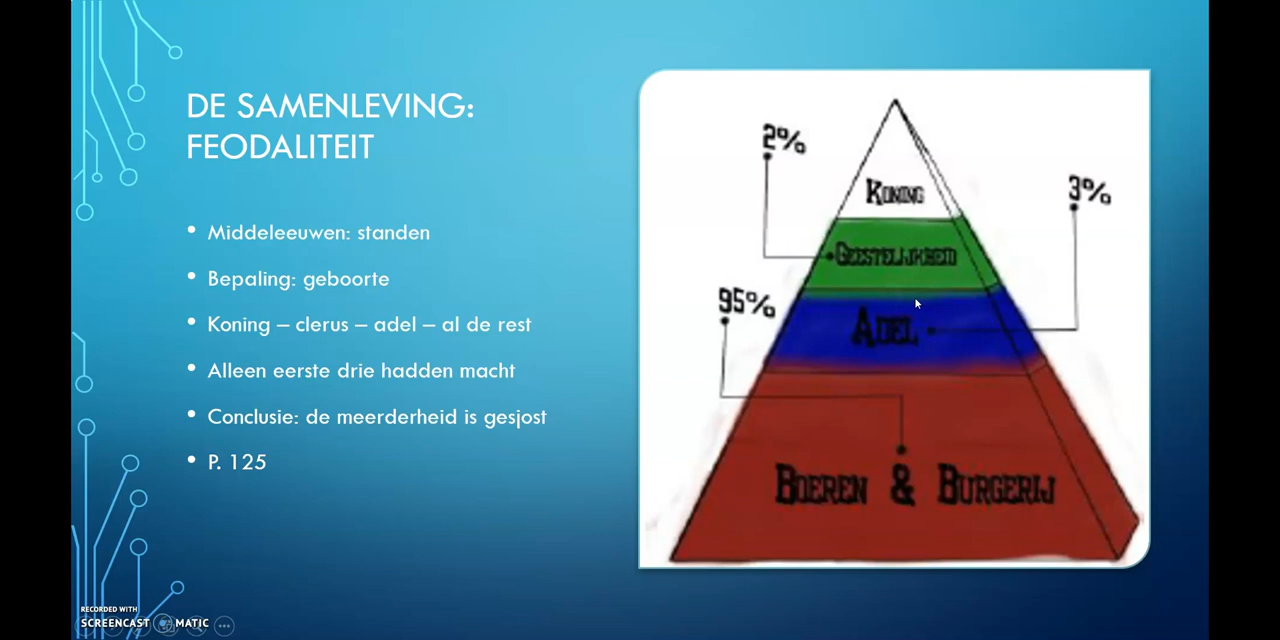 DE SAMENLEVING:
FEODALITEIT
• Middeleeuwen: standen
• Bepaling: geboorte
• Koning – clerus – adel – al de rest
• Alleen eerste drie hadden macht
• Conclusie: de meerderheid is gesjost
• P. 125
2%
3%
KONING
GEESTELIJKHEID
95%
ADEL
BOEREN & BURGERIJ
RECORDED WITH
SCREENCAST MATIC